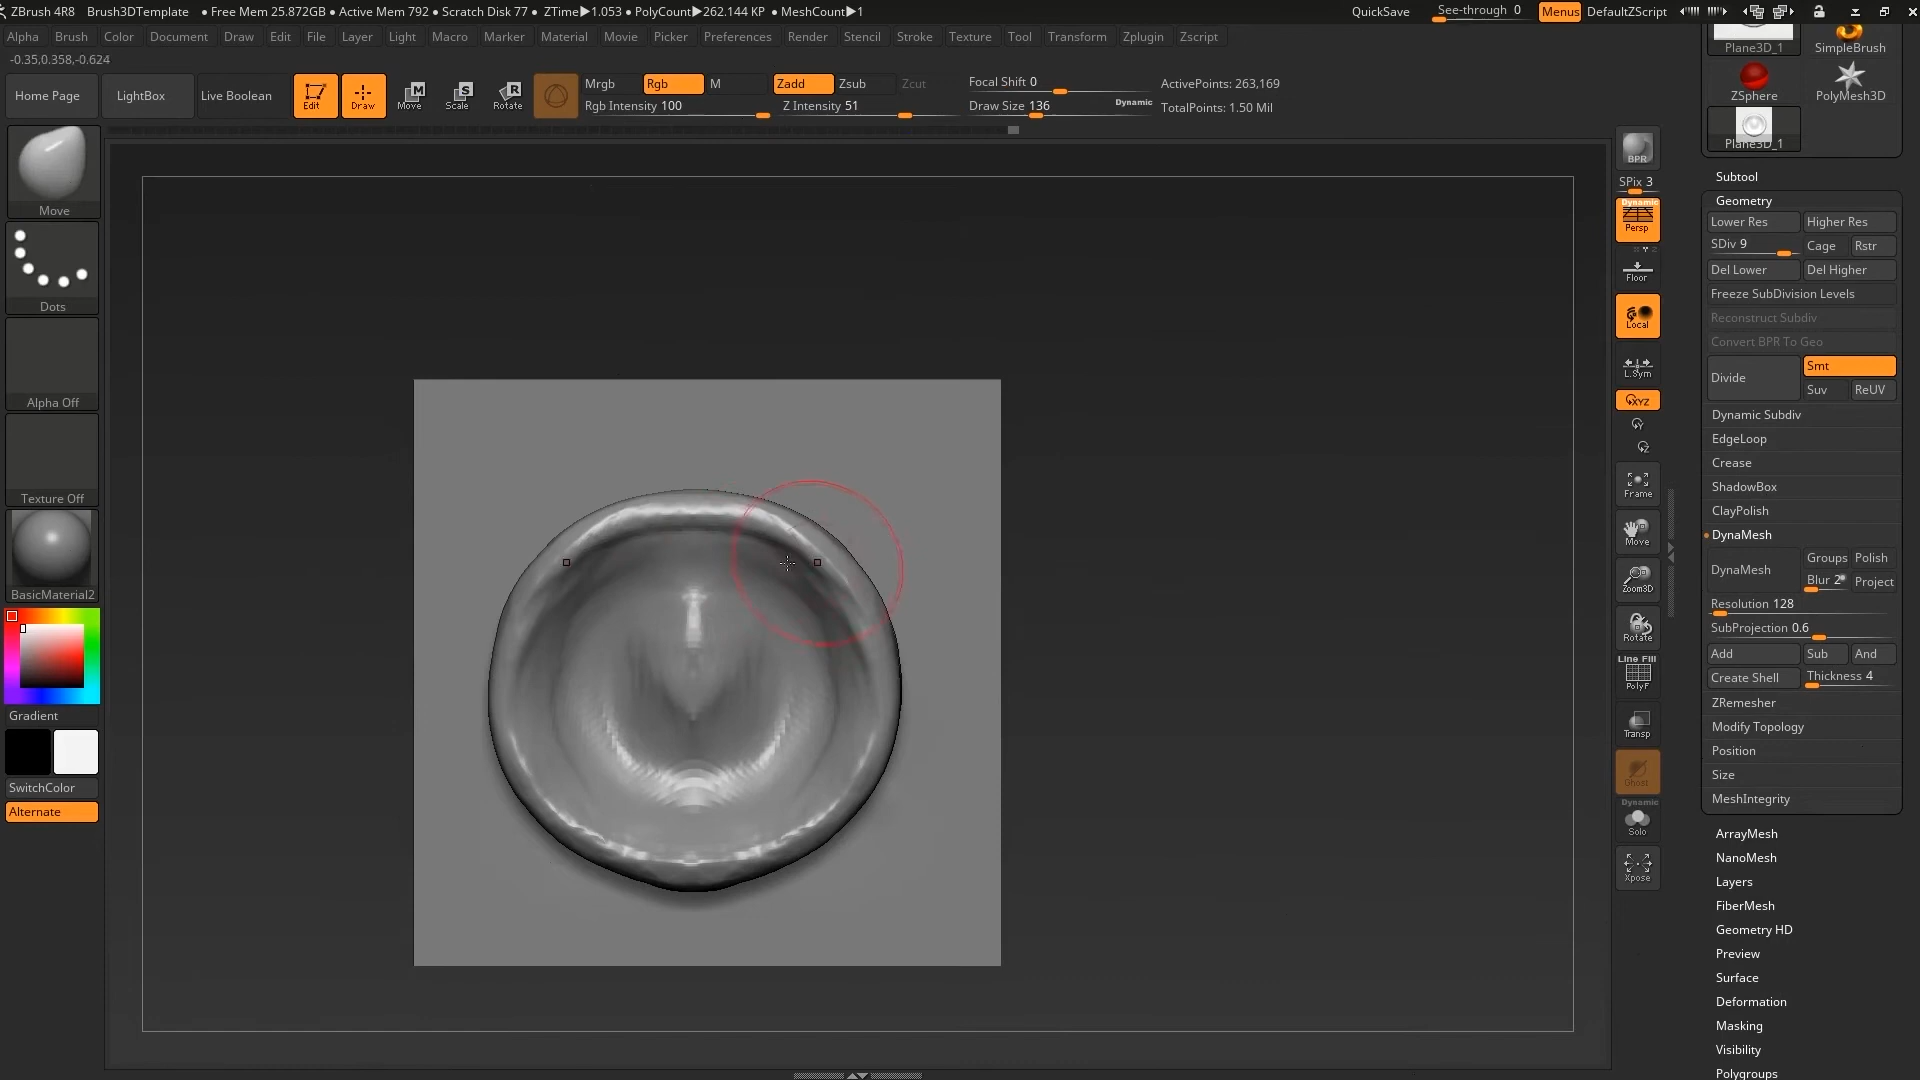 ZBrush 4R8 Brush3DTemplate • Free Mem 25.872GB • Active Mem 792 • Scratch Disk 77 • ZTime▶1.053 • PolyCount▶262.144 KP • MeshCount▶1 QuickSave See-through 0 Menus DefaultZScript
Alpha Brush Color Document Draw Edit File Layer Light Macro Marker Material Movie Picker Preferences Render Stencil Stroke Texture Tool Transform Zplugin Zscript
-0.35,0.358,-0.624
Home Page LightBox Live Boolean Edit Draw Move Scale Rotate
M S R
Mrgb Rgb M Zadd Zsub Zcut Focal Shift 0 ActivePoints: 263,169
Rgb Intensity 100 Z Intensity 51 Draw Size 136 Dynamic TotalPoints: 1.50 Mil
Move
Dots
Alpha Off
Texture Off
BasicMaterial2
Gradient
SwitchColor
Alternate
BPR
SPix 3
Dynamic
Persp
Floor
Local
L.Sym
XYZ
Y
Z
Frame
Move
Zoom3D
Rotate
Line Fill
PolyF
Transp
Ghost
Dynamic
Solo
Xpose
Plane3D_1 SimpleBrush
ZSphere PolyMesh3D
Plane3D_1
Subtool
Geometry
Lower Res Higher Res
SDiv 9 Cage Rstr
Del Lower Del Higher
Freeze SubDivision Levels
Reconstruct Subdiv
Convert BPR To Geo
Divide Smt
Suv ReUV
Dynamic Subdiv
EdgeLoop
Crease
ShadowBox
ClayPolish
DynaMesh
DynaMesh Groups Polish
Blur 2 Project
Resolution 128
SubProjection 0.6
Add Sub And
Create Shell Thickness 4
ZRemesher
Modify Topology
Position
Size
MeshIntegrity
ArrayMesh
NanoMesh
Layers
FiberMesh
Geometry HD
Preview
Surface
Deformation
Masking
Visibility
Polygroups